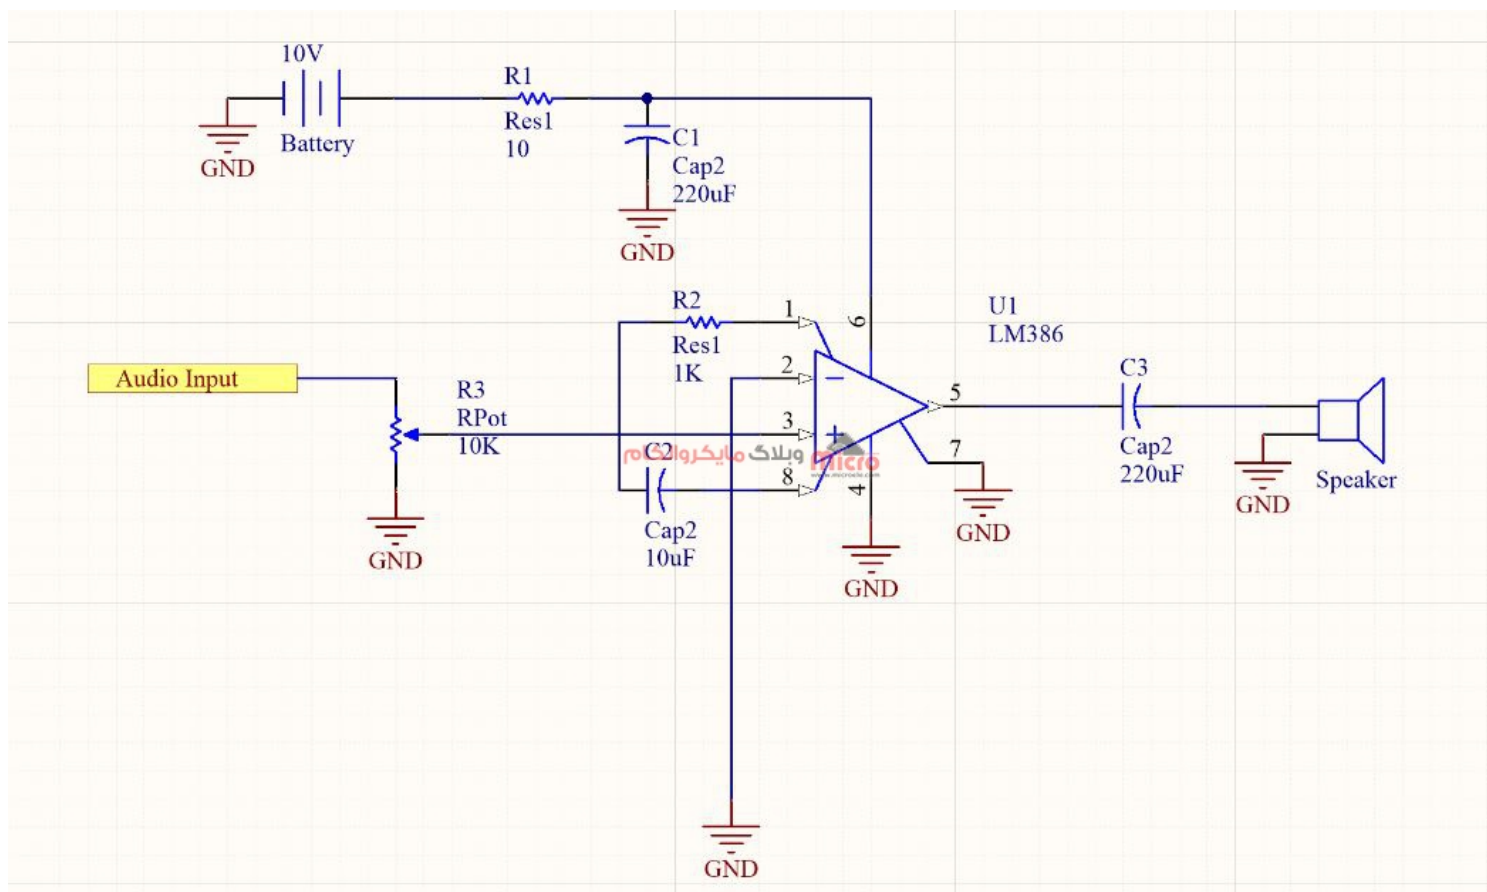 10V
Battery
GND
R1
Res1
10
C1
Cap2
220uF
GND
R2
Res1
1K
1
2
3
8
6
4
5
7
U1
LM386
Audio Input
R3
RPot
10K
GND
وبلاگ مایکروالکام
micro
C2
Cap2
10uF
GND
GND
C3
Cap2
220uF
GND
Speaker
GND